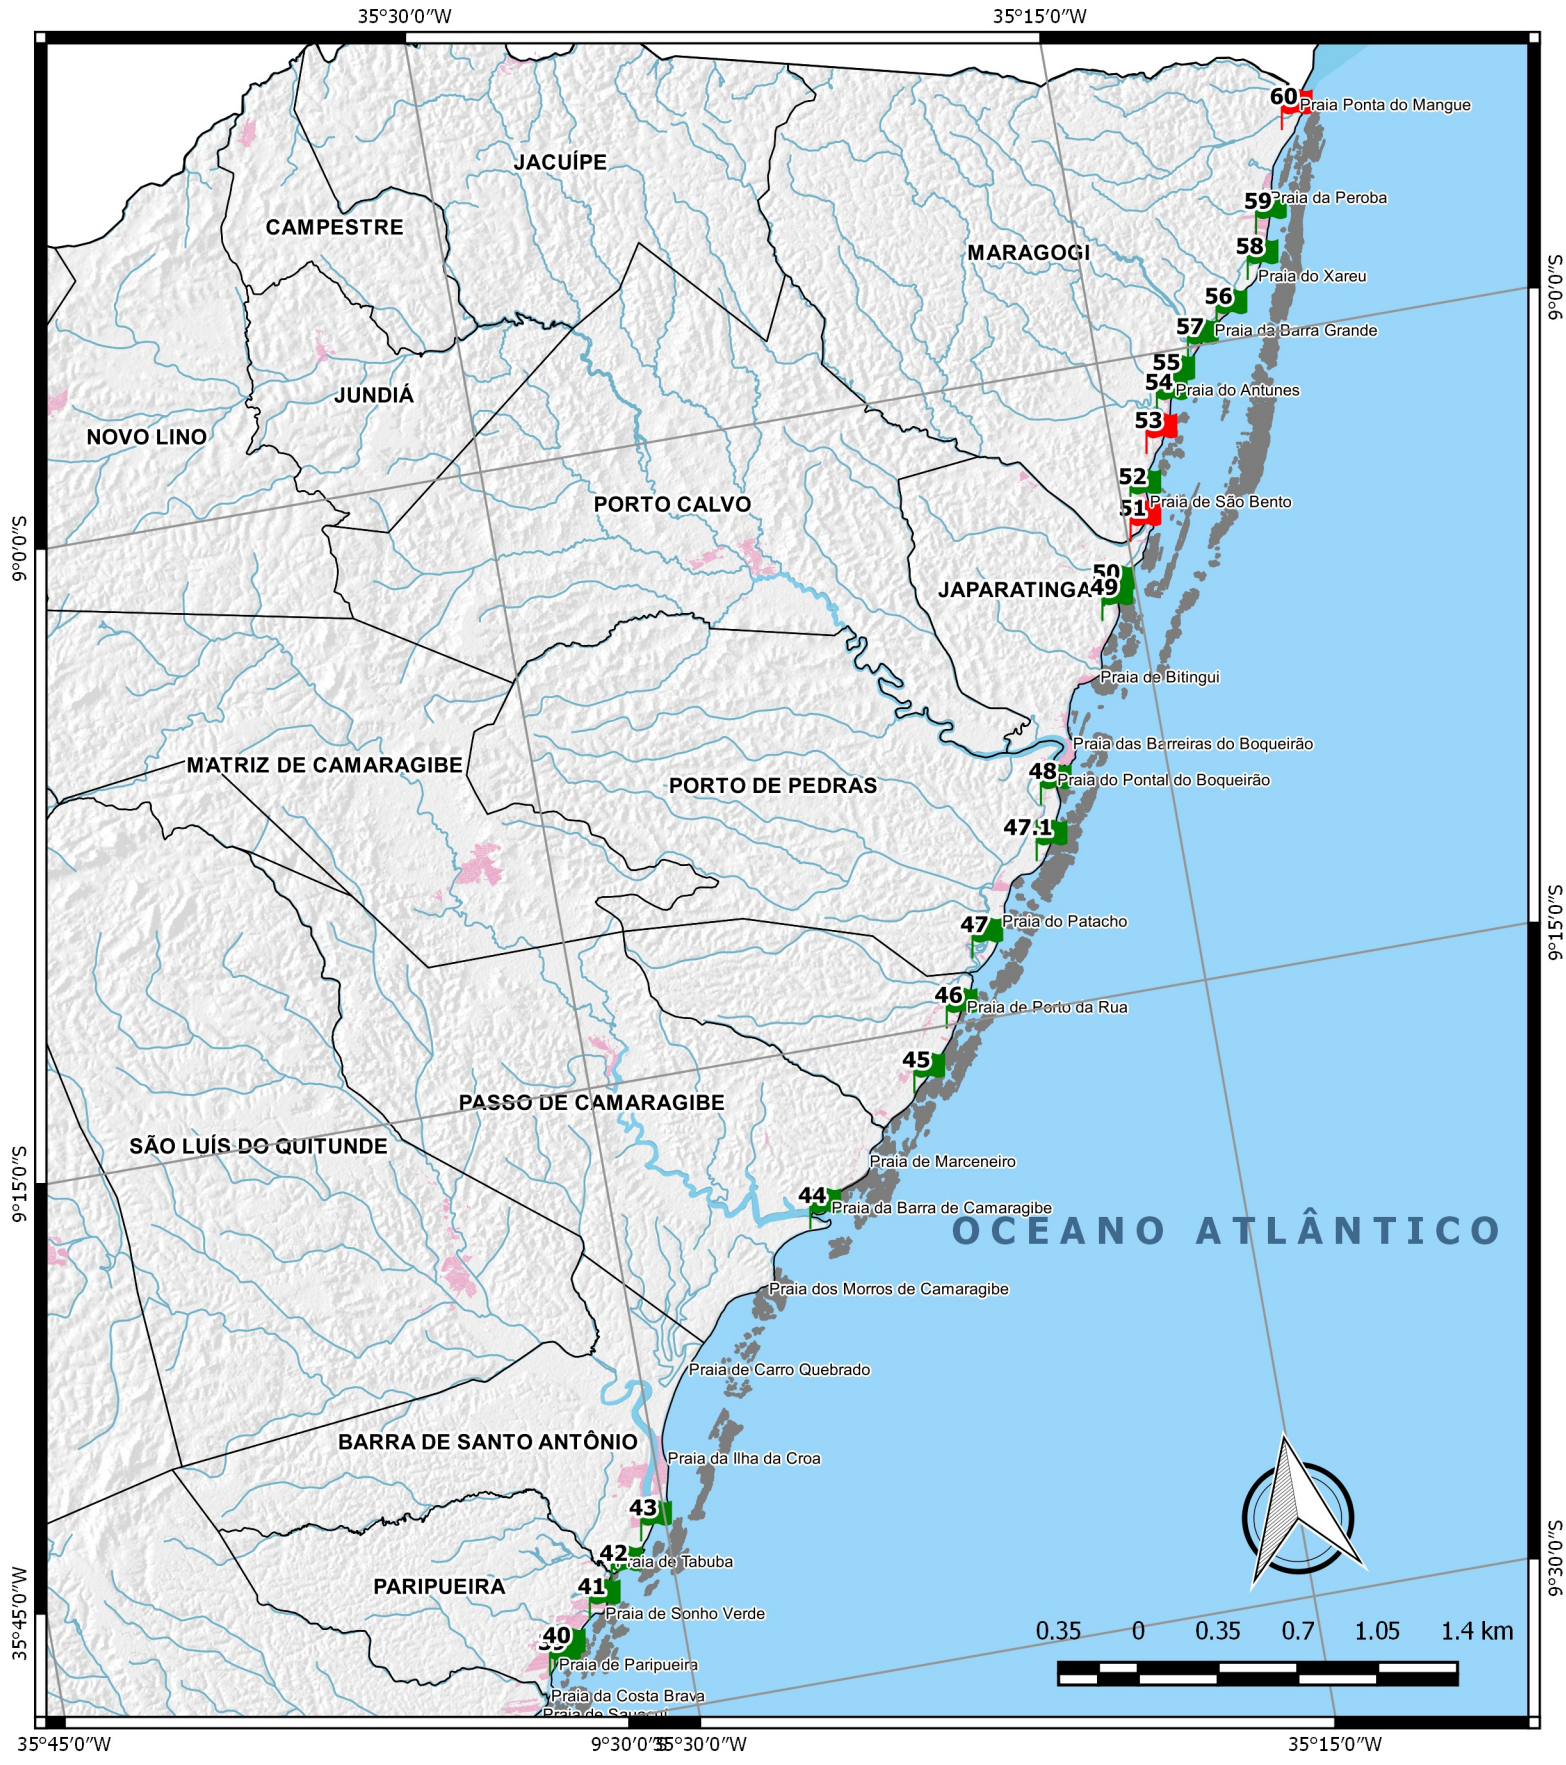 35°30′0″W
35°15′0″W
60
Praia Ponta do Mangue
JACUÍPE
59
Praia da Peroba
CAMPESTRE
58
MARAGOGI
Praia do Xareu
9°0′0″S
56
57
Praia da Barra Grande
55
54
Praia do Antunes
JUNDIÁ
53
NOVO LINO
52
PORTO CALVO
Praia de São Bento
51
9°0′0″S
50
JAPARATINGA
49
Praia de Bitingui
Praia das Barreiras do Boqueirão
MATRIZ DE CAMARAGIBE
48
Praia do Pontal do Boqueirão
PORTO DE PEDRAS
47.1
47
Praia do Patacho
9°15′0″S
46
Praia de Porto da Rua
45
PASSO DE CAMARAGIBE
SÃO LUÍS DO QUITUNDE
Praia de Marceneiro
9°15′0″S
44
Praia da Barra de Camaragibe
OCEANO ATLÂNTICO
Praia dos Morros de Camaragibe
Praia de Carro Quebrado
BARRA DE SANTO ANTÔNIO
Praia da Ilha da Croa
43
42
Praia de Tabuba
9°30′0″S
PARIPUEIRA
41
Praia de Sonho Verde
35°45′0″W
40
39
Praia de Paripueira
0.35 0 0.35 0.7 1.05 1.4 km
Praia da Costa Brava
Praia de Sauaçui
35°45′0″W
9°30′0″S
35°30′0″W
35°15′0″W